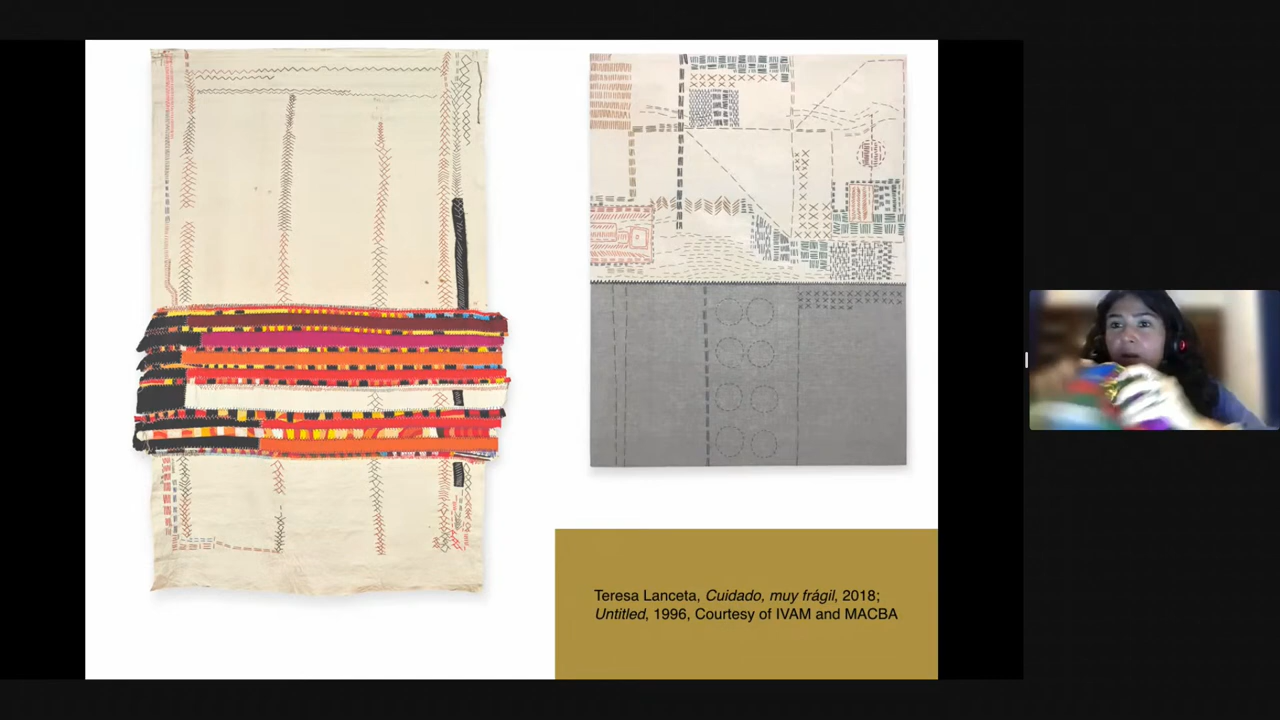 Teresa Lanceta, Cuidado, muy frágil, 2018;
Untitled, 1996, Courtesy of IVAM and MACBA